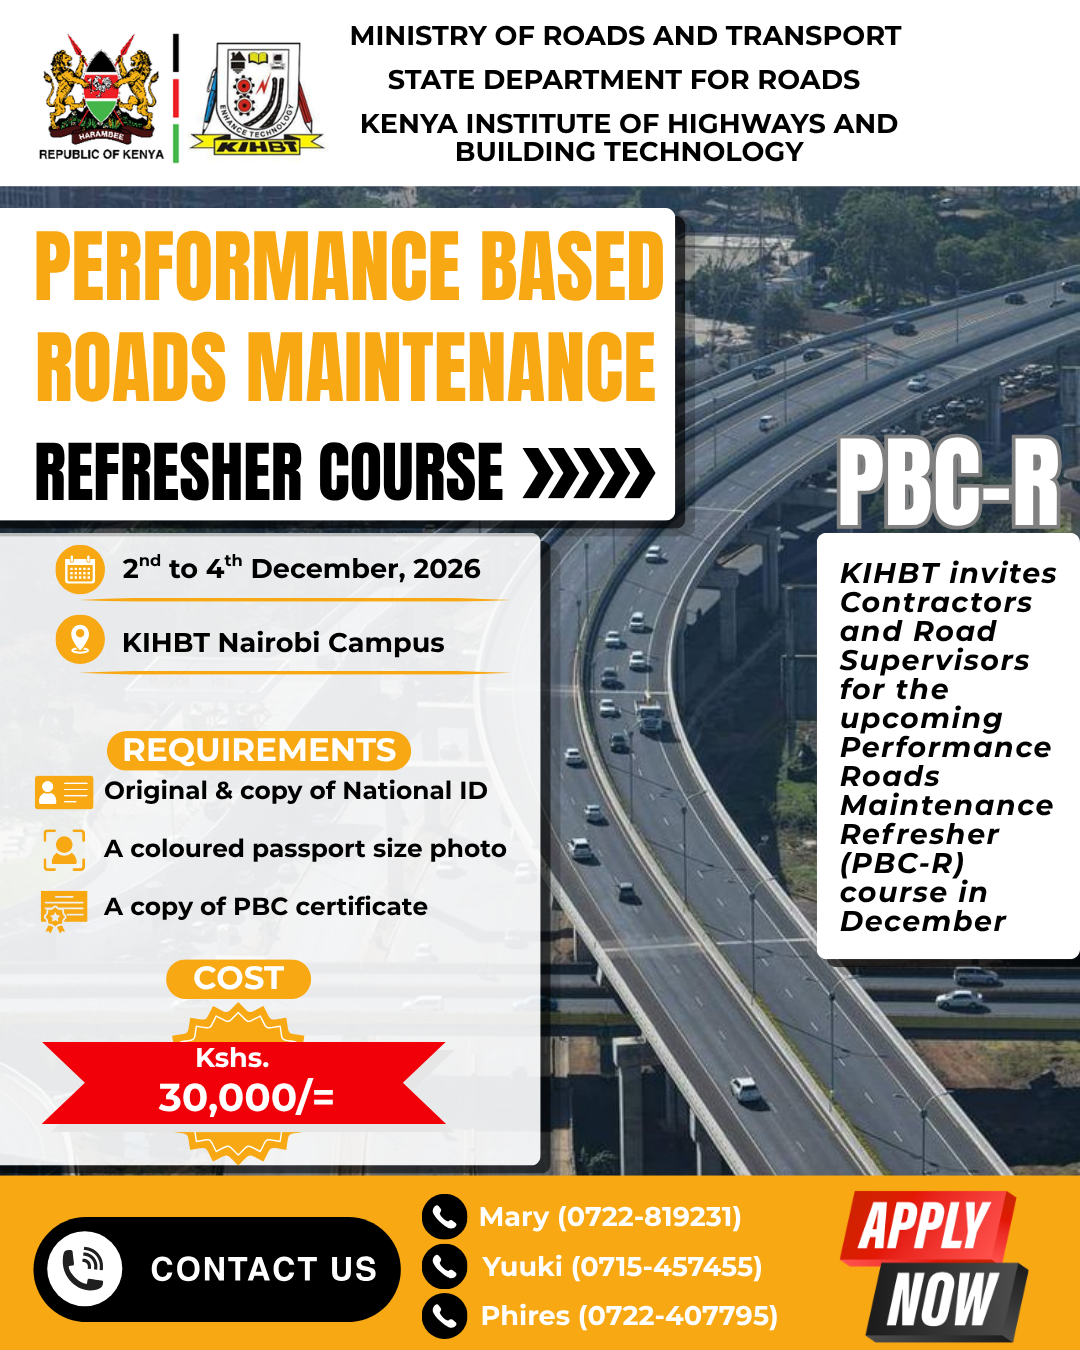 MINISTRY OF ROADS AND TRANSPORT
STATE DEPARTMENT FOR ROADS
KENYA INSTITUTE OF HIGHWAYS AND
BUILDING TECHNOLOGY
HARAMBEE
REPUBLIC OF KENYA
ENHANCE TECHNOLOGY
KIHBT
PERFORMANCE BASED
ROADS MAINTENANCE
REFRESHER COURSE
2nd to 4th December, 2026
KIHBT Nairobi Campus
REQUIREMENTS
Original & copy of National ID
A coloured passport size photo
A copy of PBC certificate
COST
Kshs.
30,000/=
PBC-R
KIHBT invites
Contractors
and Road
Supervisors
for the
upcoming
Performance
Roads
Maintenance
Refresher
(PBC-R)
course in
December
CONTACT US
Mary (0722-819231)
Yuuki (0715-457455)
Phires (0722-407795)
APPLY
NOW